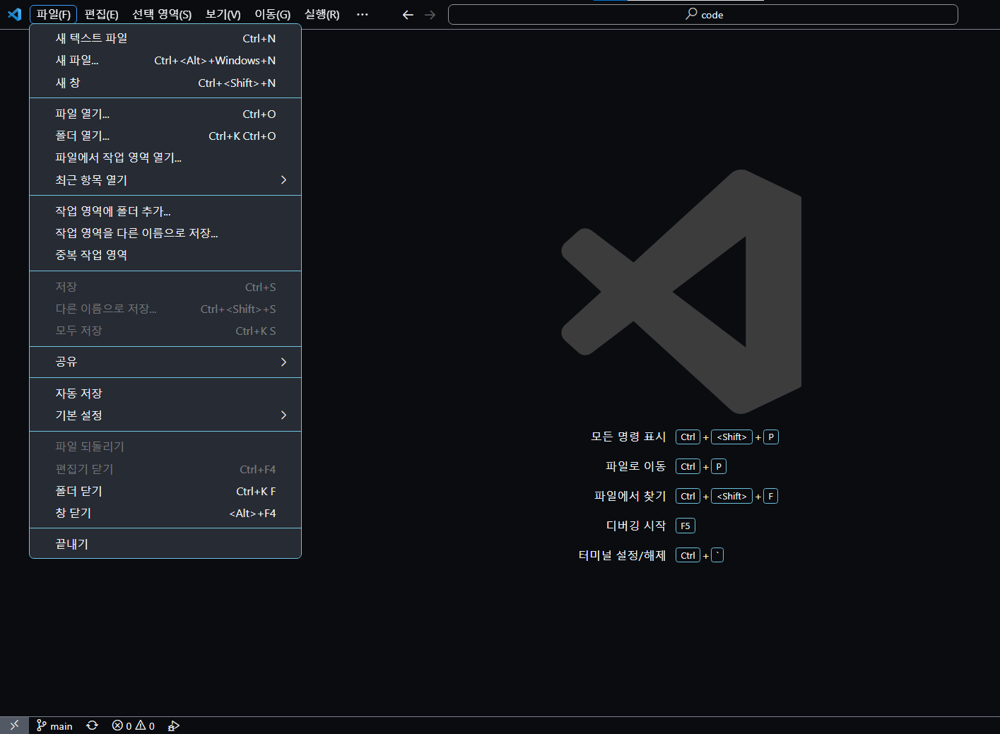 파일(F) 편집(E) 선택 영역(S) 보기(V) 이동(G) 실행(R) ··· code
새 텍스트 파일 Ctrl+N
새 파일... Ctrl+<Alt>+Windows+N
새 창 Ctrl+<Shift>+N
파일 열기... Ctrl+O
폴더 열기... Ctrl+K Ctrl+O
파일에서 작업 영역 열기...
최근 항목 열기
작업 영역에 폴더 추가...
작업 영역을 다른 이름으로 저장...
중복 작업 영역
저장 Ctrl+S
다른 이름으로 저장... Ctrl+<Shift>+S
모두 저장 Ctrl+K S
공유
자동 저장
기본 설정
파일 되돌리기
편집기 닫기 Ctrl+F4
폴더 닫기 Ctrl+K F
창 닫기 <Alt>+F4
끝내기
모든 명령 표시 Ctrl + <Shift> + P
파일로 이동 Ctrl + P
파일에서 찾기 Ctrl + <Shift> + F
디버깅 시작 F5
터미널 설정/해제 Ctrl + `
main 0 0